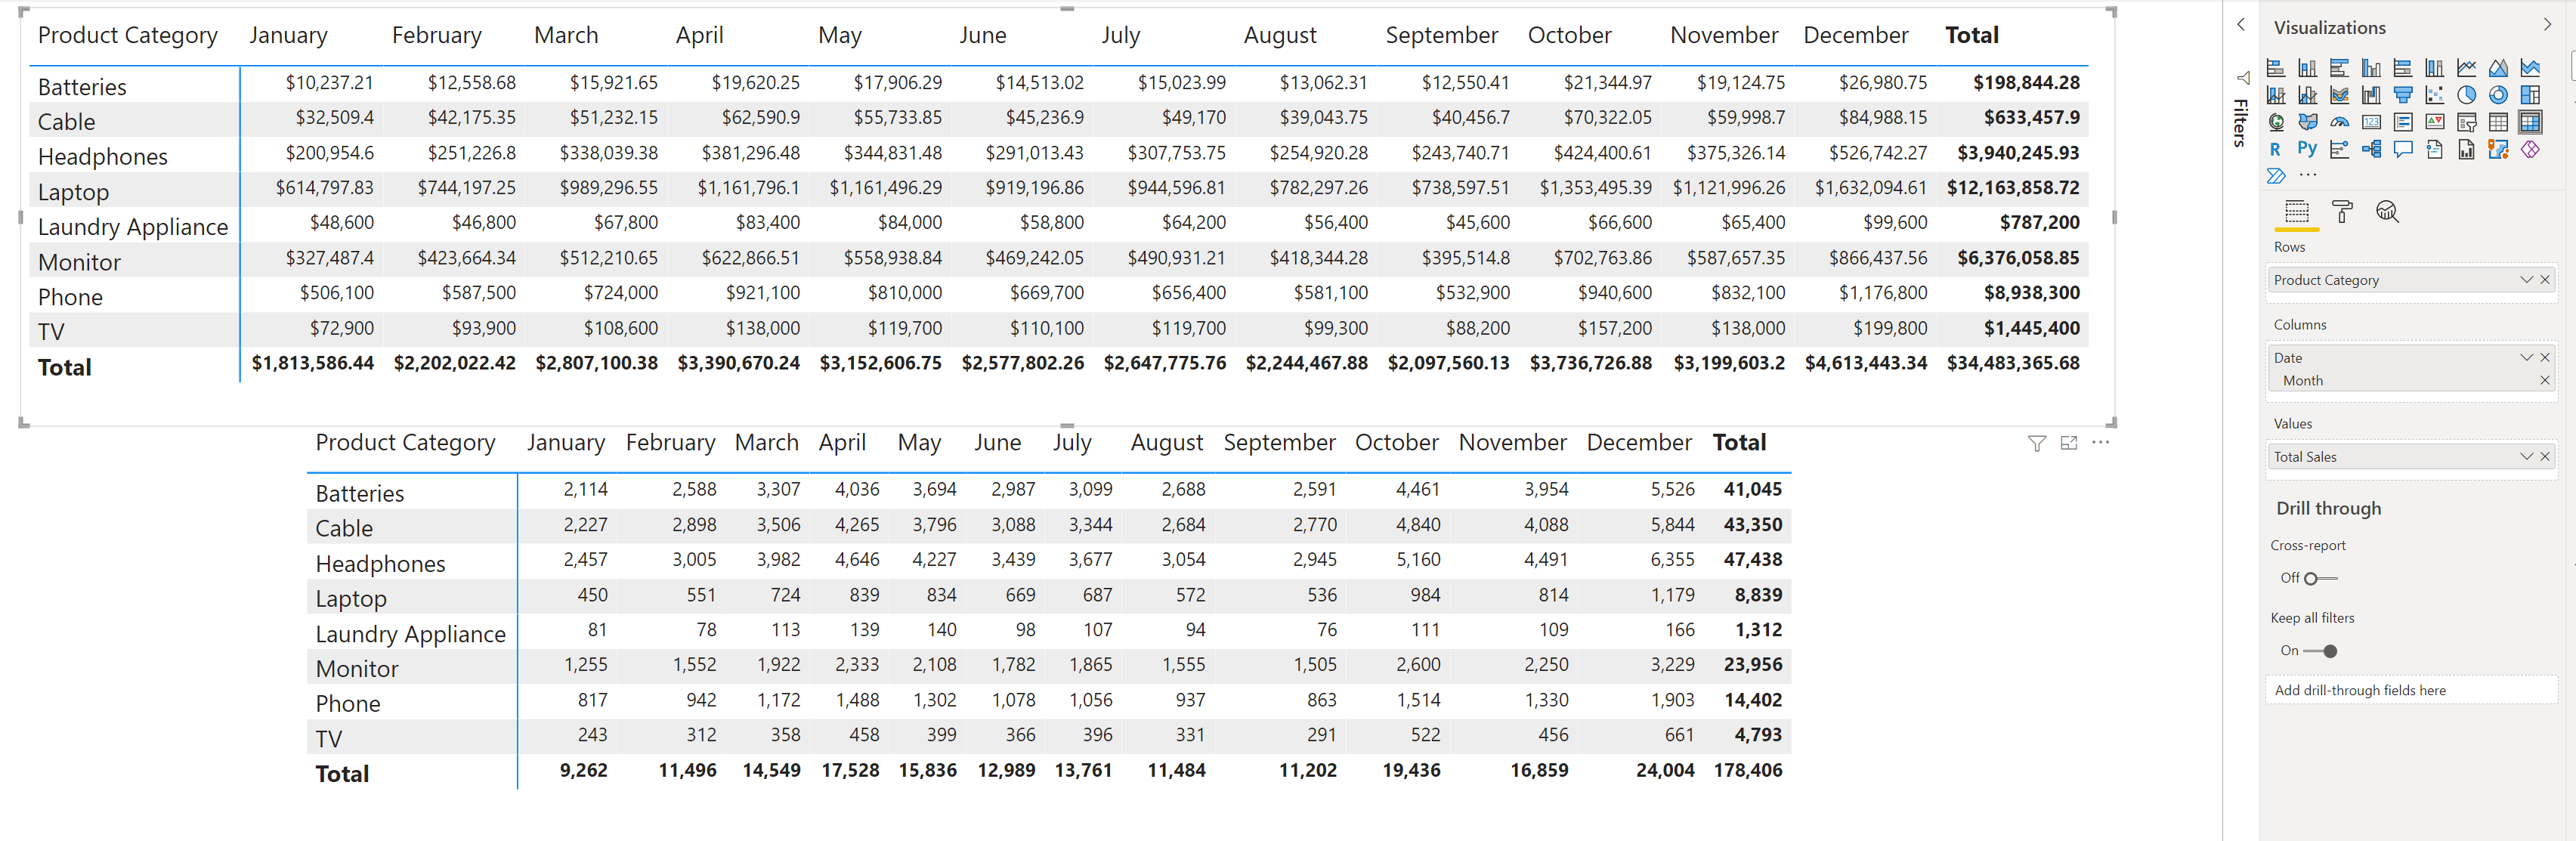 Product Category January February March April May June July August September October November December Total
Batteries $10,237.21 $12,558.68 $15,921.65 $19,620.25 $17,906.29 $14,513.02 $15,023.99 $13,062.31 $12,550.41 $21,344.97 $19,124.75 $26,980.75 $198,844.28
Cable $32,509.4 $42,175.35 $51,232.15 $62,590.9 $55,733.85 $45,236.9 $49,170 $39,043.75 $40,456.7 $70,322.05 $59,998.7 $84,988.15 $633,457.9
Headphones $200,954.6 $251,226.8 $338,039.38 $381,296.48 $344,831.48 $291,013.43 $307,753.75 $254,920.28 $243,740.71 $424,400.61 $375,326.14 $526,742.27 $3,940,245.93
Laptop $614,797.83 $744,197.25 $989,296.55 $1,161,796.1 $1,161,496.29 $919,196.86 $944,596.81 $782,297.26 $738,597.51 $1,353,495.39 $1,121,996.26 $1,632,094.61 $12,163,858.72
Laundry Appliance $48,600 $46,800 $67,800 $83,400 $84,000 $58,800 $64,200 $56,400 $45,600 $66,600 $65,400 $99,600 $787,200
Monitor $327,487.4 $423,664.34 $512,210.65 $622,866.51 $558,938.84 $469,242.05 $490,931.21 $418,344.28 $395,514.8 $702,763.86 $587,657.35 $866,437.56 $6,376,058.85
Phone $506,100 $587,500 $724,000 $921,100 $810,000 $669,700 $656,400 $581,100 $532,900 $940,600 $832,100 $1,176,800 $8,938,300
TV $72,900 $93,900 $108,600 $138,000 $119,700 $110,100 $119,700 $99,300 $88,200 $157,200 $138,000 $199,800 $1,445,400
Total $1,813,586.44 $2,202,022.42 $2,807,100.38 $3,390,670.24 $3,152,606.75 $2,577,802.26 $2,647,775.76 $2,244,467.88 $2,097,560.13 $3,736,726.88 $3,199,603.2 $4,613,443.34 $34,483,365.68
Product Category January February March April May June July August September October November December Total
Batteries 2,114 2,588 3,307 4,036 3,694 2,987 3,099 2,688 2,591 4,461 3,954 5,526 41,045
Cable 2,227 2,898 3,506 4,265 3,796 3,088 3,344 2,684 2,770 4,840 4,088 5,844 43,350
Headphones 2,457 3,005 3,982 4,646 4,227 3,439 3,677 3,054 2,945 5,160 4,491 6,355 47,438
Laptop 450 551 724 839 834 669 687 572 536 984 814 1,179 8,839
Laundry Appliance 81 78 113 139 140 98 107 94 76 111 109 166 1,312
Monitor 1,255 1,552 1,922 2,333 2,108 1,782 1,865 1,555 1,505 2,600 2,250 3,229 23,956
Phone 817 942 1,172 1,488 1,302 1,078 1,056 937 863 1,514 1,330 1,903 14,402
TV 243 312 358 458 399 366 396 331 291 522 456 661 4,793
Total 9,262 11,496 14,549 17,528 15,836 12,989 13,761 11,484 11,202 19,436 16,859 24,004 178,406
Filters
Visualizations
123
R Py
Rows
Product Category
Columns
Date
Month
Values
Total Sales
Drill through
Cross-report
Off
Keep all filters
On
Add drill-through fields here